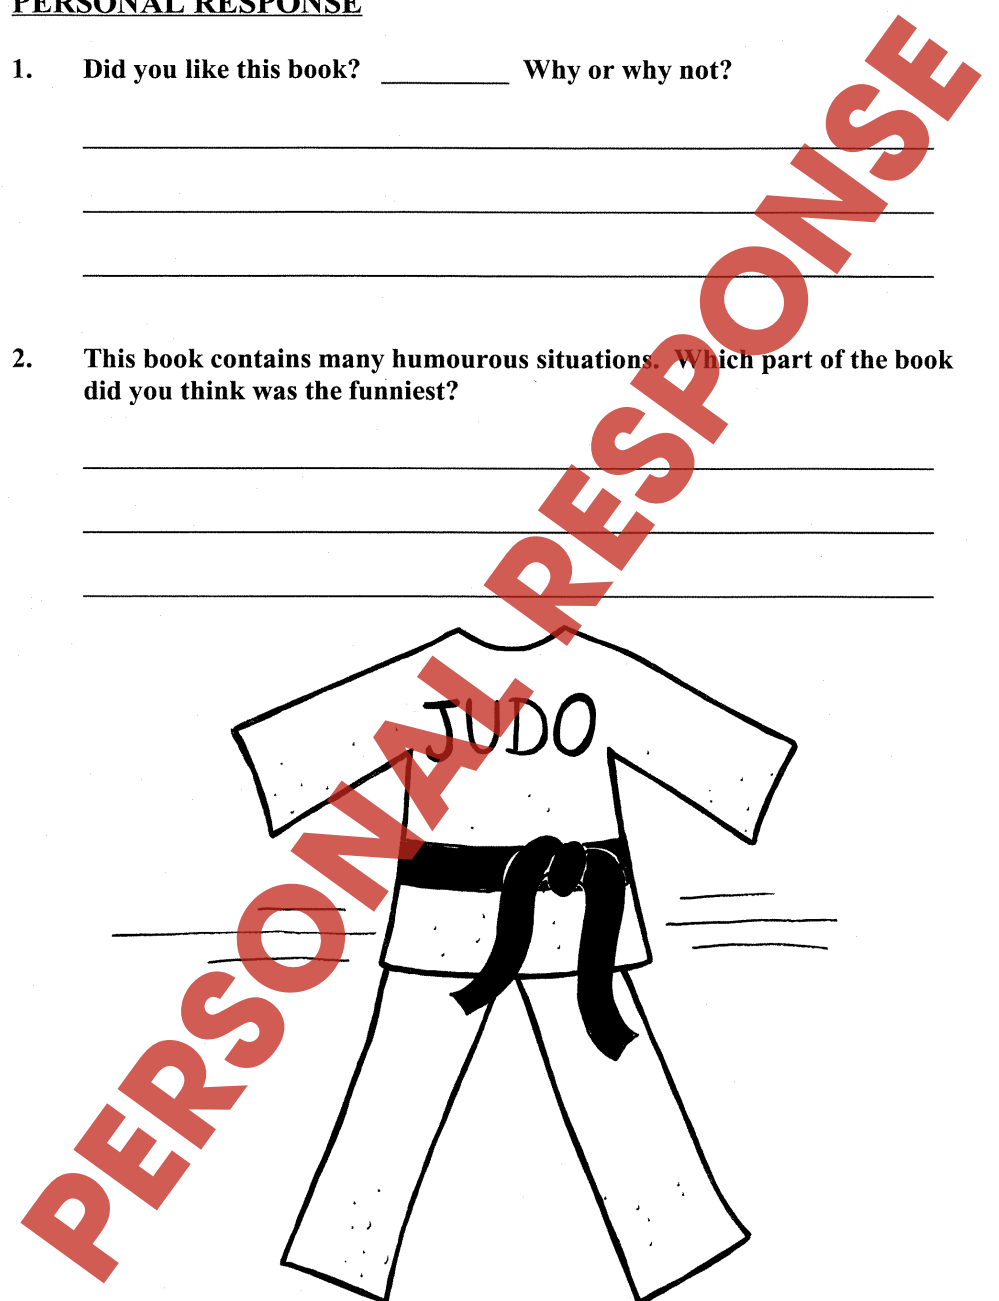 PERSONAL RESPONSE
1. Did you like this book? _________ Why or why not?
2. This book contains many humourous situations. Which part of the book
did you think was the funniest?
JUDO
PERSONAL RESPONSE